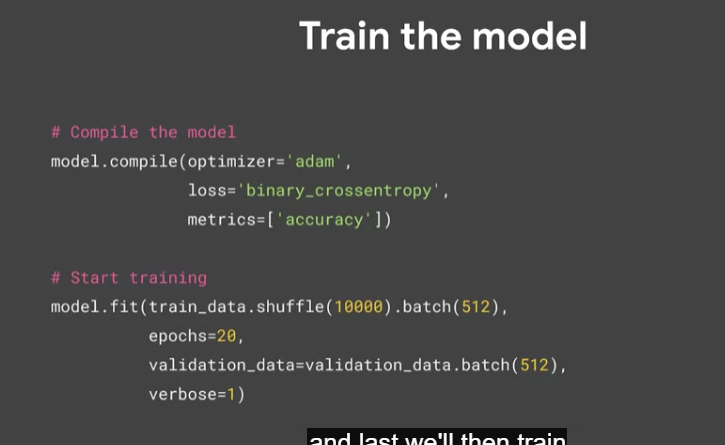 Train the model
# Compile the model
model.compile(optimizer='adam',
loss='binary_crossentropy',
metrics=['accuracy'])
# Start training
model.fit(train_data.shuffle(10000).batch(512),
epochs=20,
validation_data=validation_data.batch(512),
verbose=1)
and last we'll then train